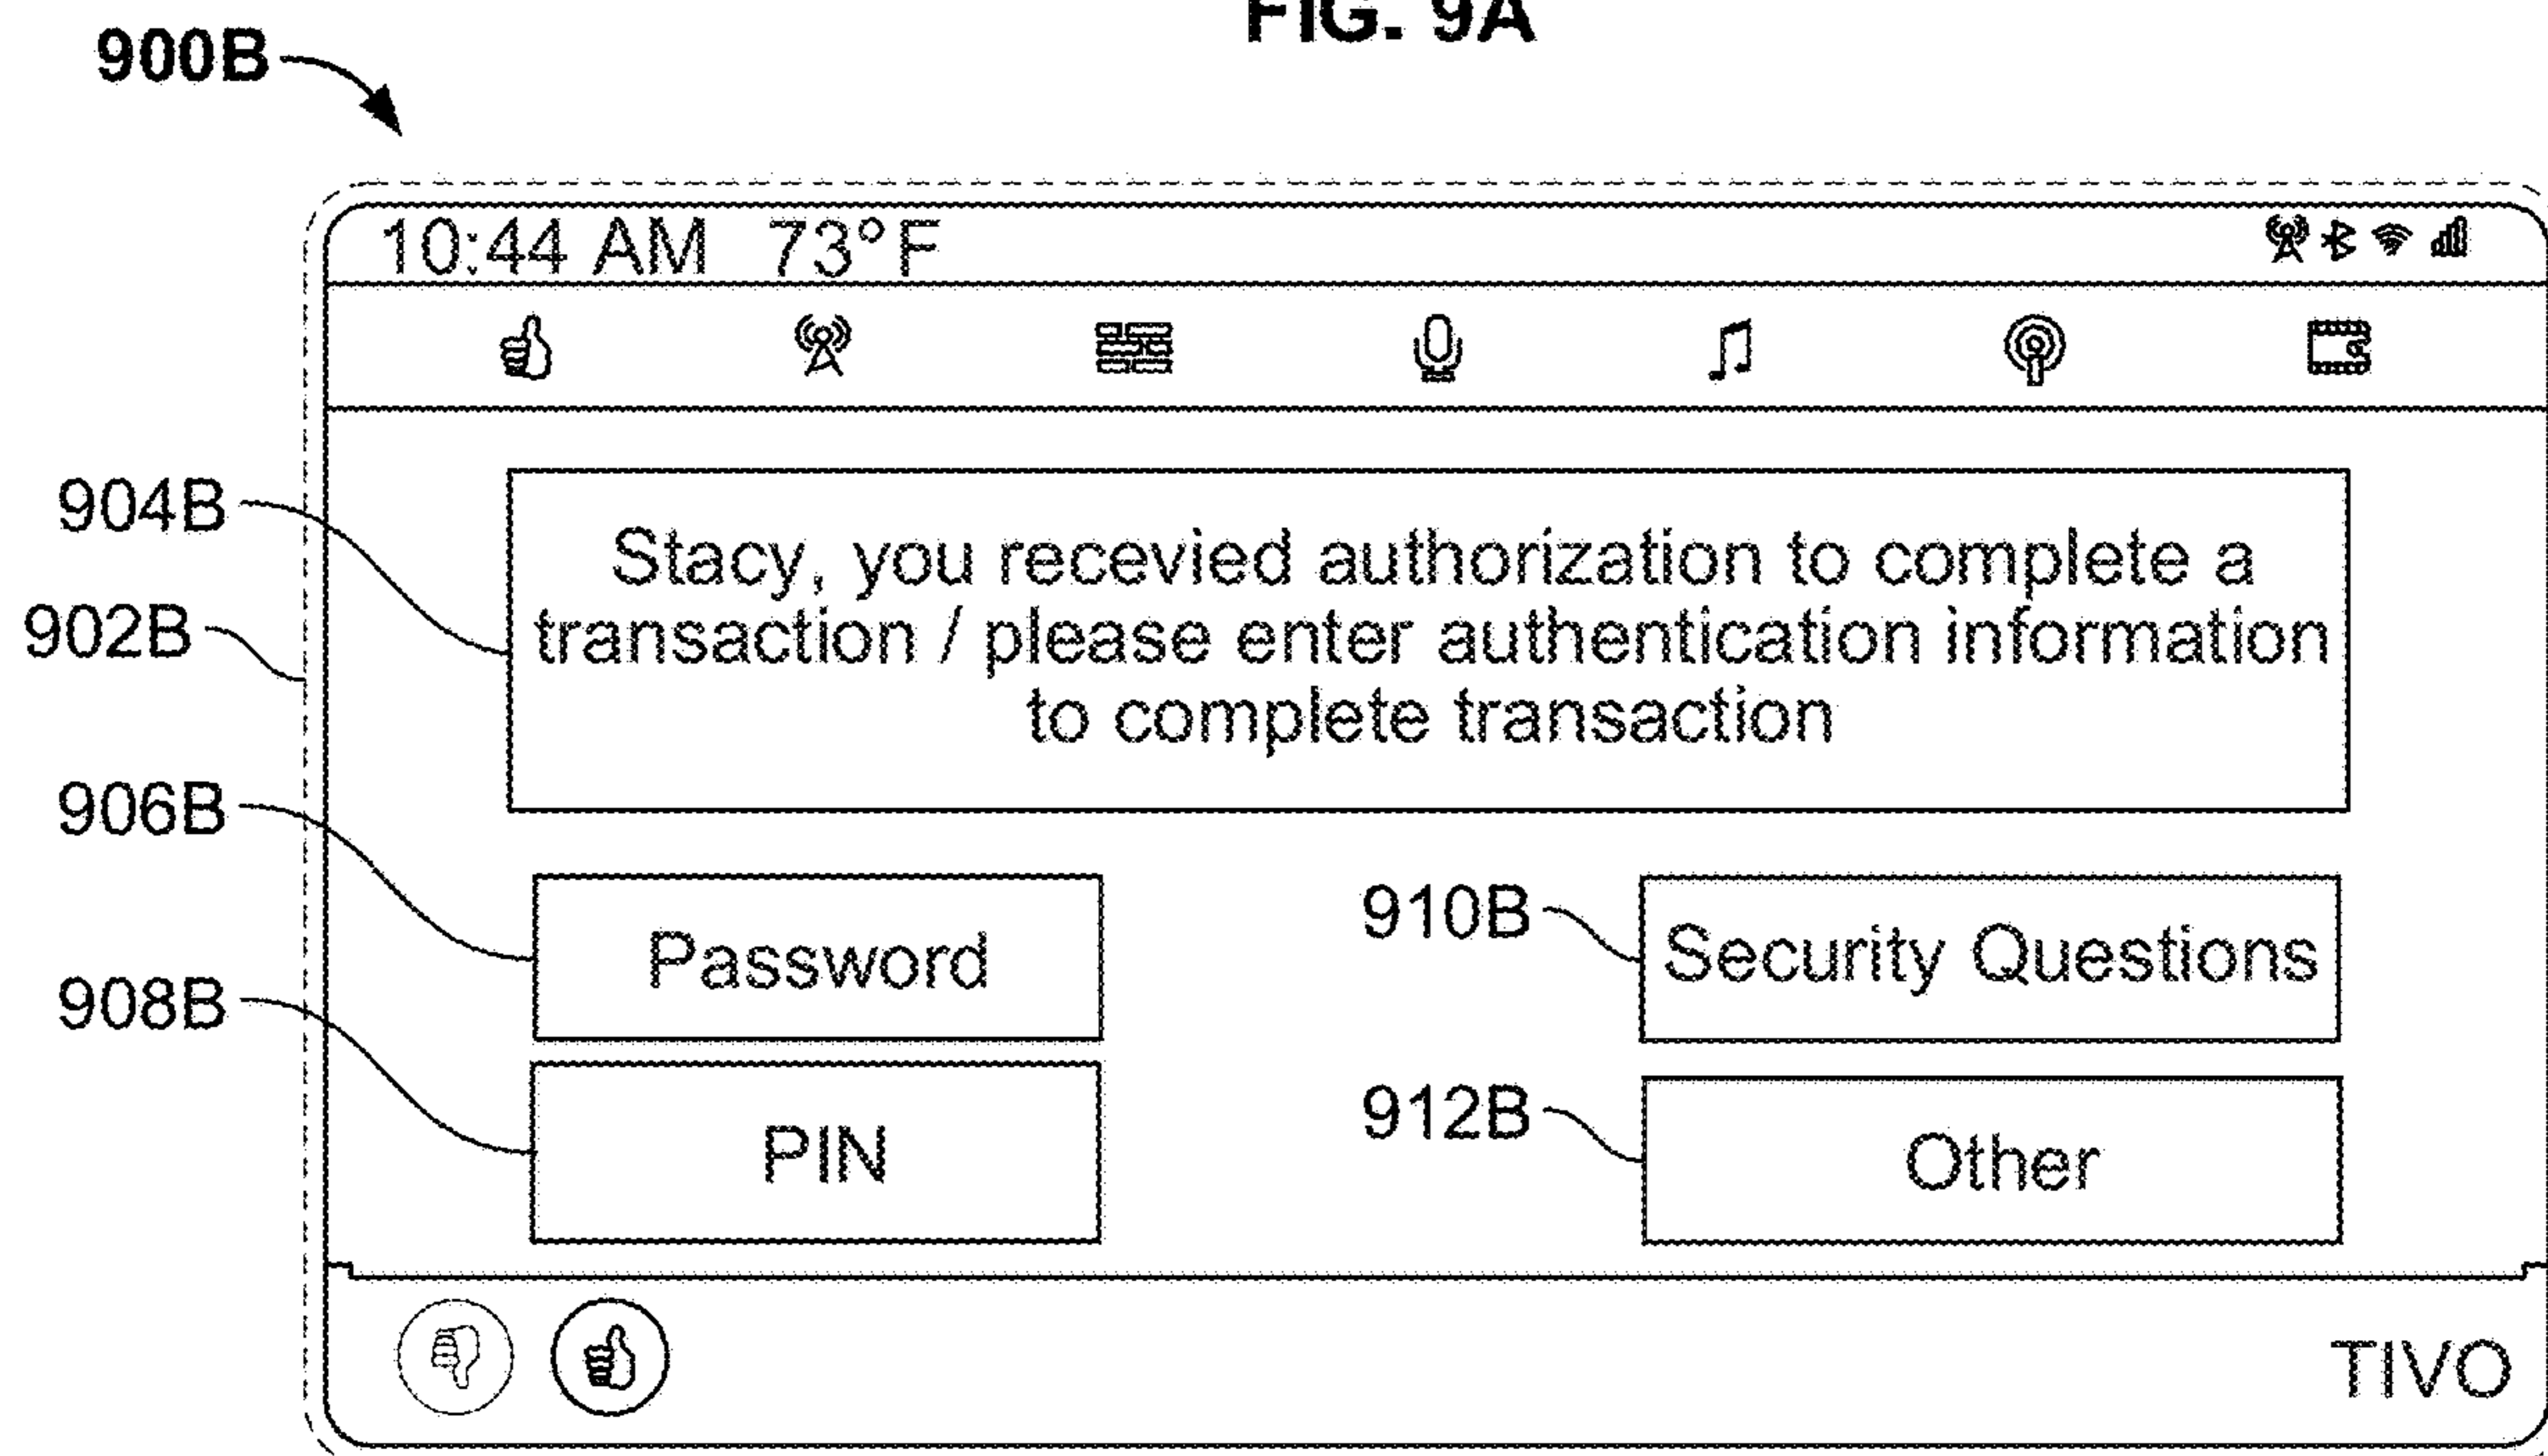 FIG. 9A
900B
10:44 AM 73°F
904B
Stacy, you recevied authorization to complete a
transaction / please enter authentication information
to complete transaction
902B
906B
Password
910B
Security Questions
908B
PIN
912B
Other
TIVO